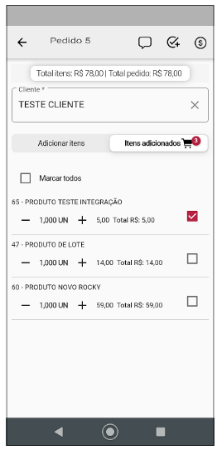 Pedido 5
Total itens: R$ 78,00 | Total pedido: R$ 78,00
Cliente *
TESTE CLIENTE
Adicionar itens
Itens adicionados 3
Marcar todos
65 - PRODUTO TESTE INTEGRAÇÃO
1,000 UN 5,00 Total R$: 5,00
47 - PRODUTO DE LOTE
1,000 UN 14,00 Total R$: 14,00
60 - PRODUTO NOVO ROCKY
1,000 UN 59,00 Total R$: 59,00